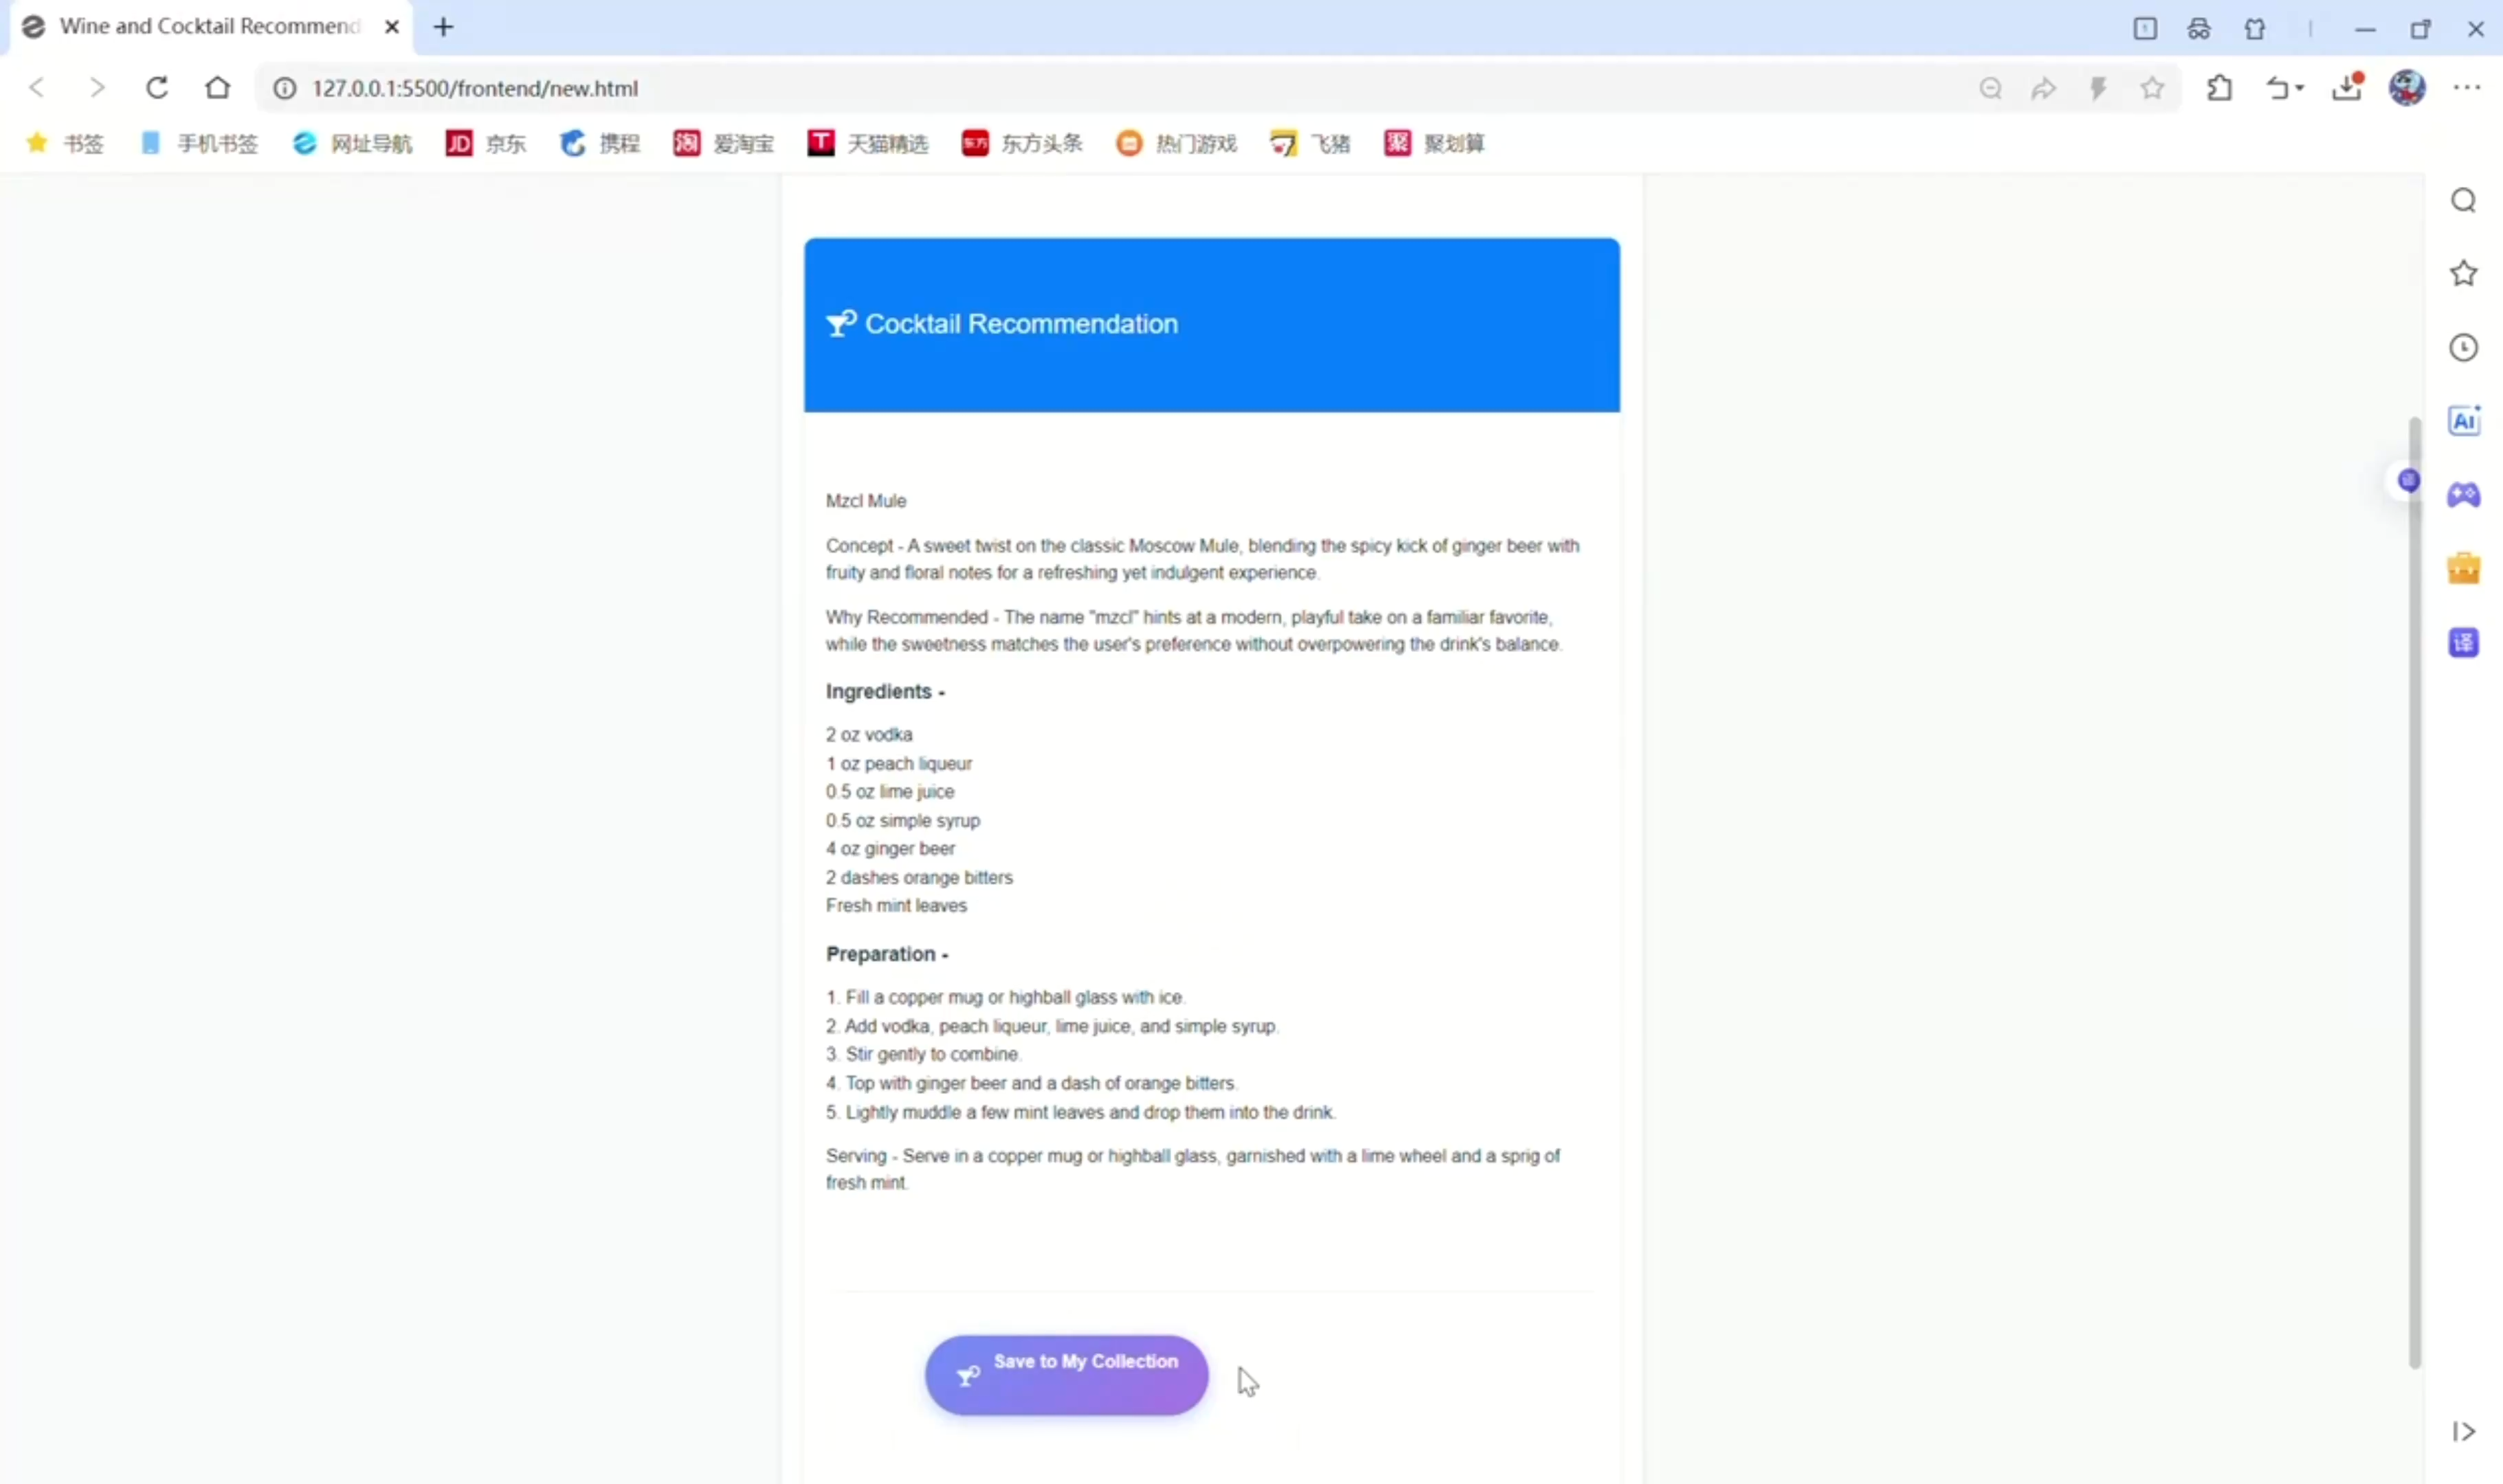 Wine and Cocktail Recommend
127.0.0.1:5500/frontend/new.html
书签 手机书签 网址导航 JD 京东 携程 淘 爱淘宝 T 天猫精选 东方 东方头条 热门游戏 飞猪 聚 聚划算
Cocktail Recommendation
Mzcl Mule
Concept - A sweet twist on the classic Moscow Mule, blending the spicy kick of ginger beer with
fruity and floral notes for a refreshing yet indulgent experience.
Why Recommended - The name "mzcl" hints at a modern, playful take on a familiar favorite,
while the sweetness matches the user's preference without overpowering the drink's balance.
Ingredients -
2 oz vodka
1 oz peach liqueur
0.5 oz lime juice
0.5 oz simple syrup
4 oz ginger beer
2 dashes orange bitters
Fresh mint leaves
Preparation -
1. Fill a copper mug or highball glass with ice.
2. Add vodka, peach liqueur, lime juice, and simple syrup.
3. Stir gently to combine.
4. Top with ginger beer and a dash of orange bitters.
5. Lightly muddle a few mint leaves and drop them into the drink.
Serving - Serve in a copper mug or highball glass, garnished with a lime wheel and a sprig of
fresh mint.
Save to My Collection
AI
译